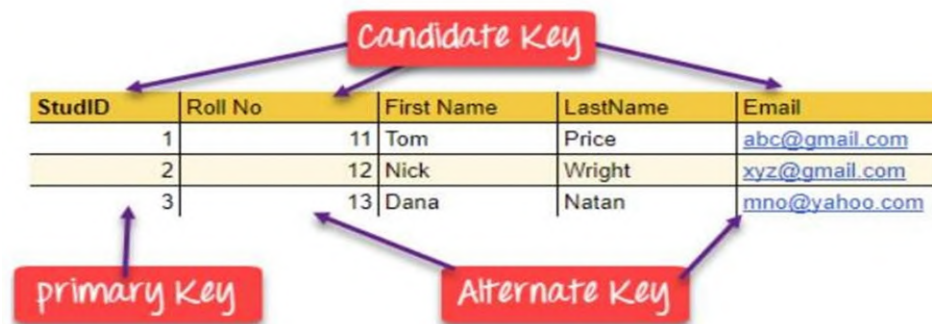 Candidate Key
StudID Roll No First Name LastName Email
1 11 Tom Price abc@gmail.com
2 12 Nick Wright xyz@gmail.com
3 13 Dana Natan mno@yahoo.com
primary Key Alternate Key